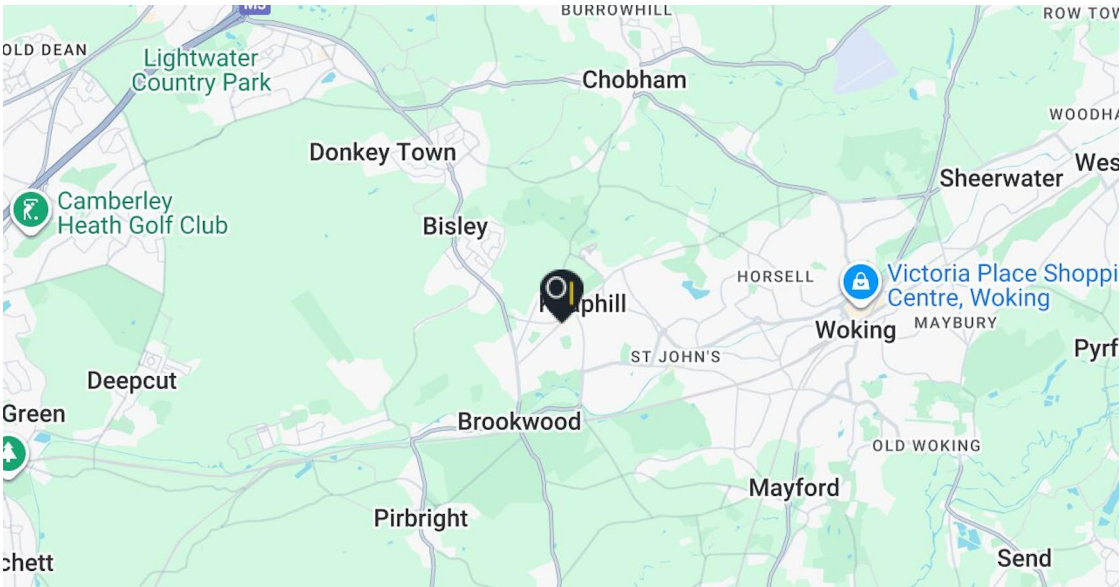 M3
BURROWHILL
ROW TOW
OLD DEAN
Lightwater
Country Park
Chobham
WOODHA
Donkey Town
Wes
Sheerwater
Camberley
Heath Golf Club
Bisley
HORSELL
Victoria Place Shoppi
Centre, Woking
Woking
MAYBURY
ST JOHN'S
Pyrf
Deepcut
Green
Brookwood
OLD WOKING
Mayford
Pirbright
chett
Send